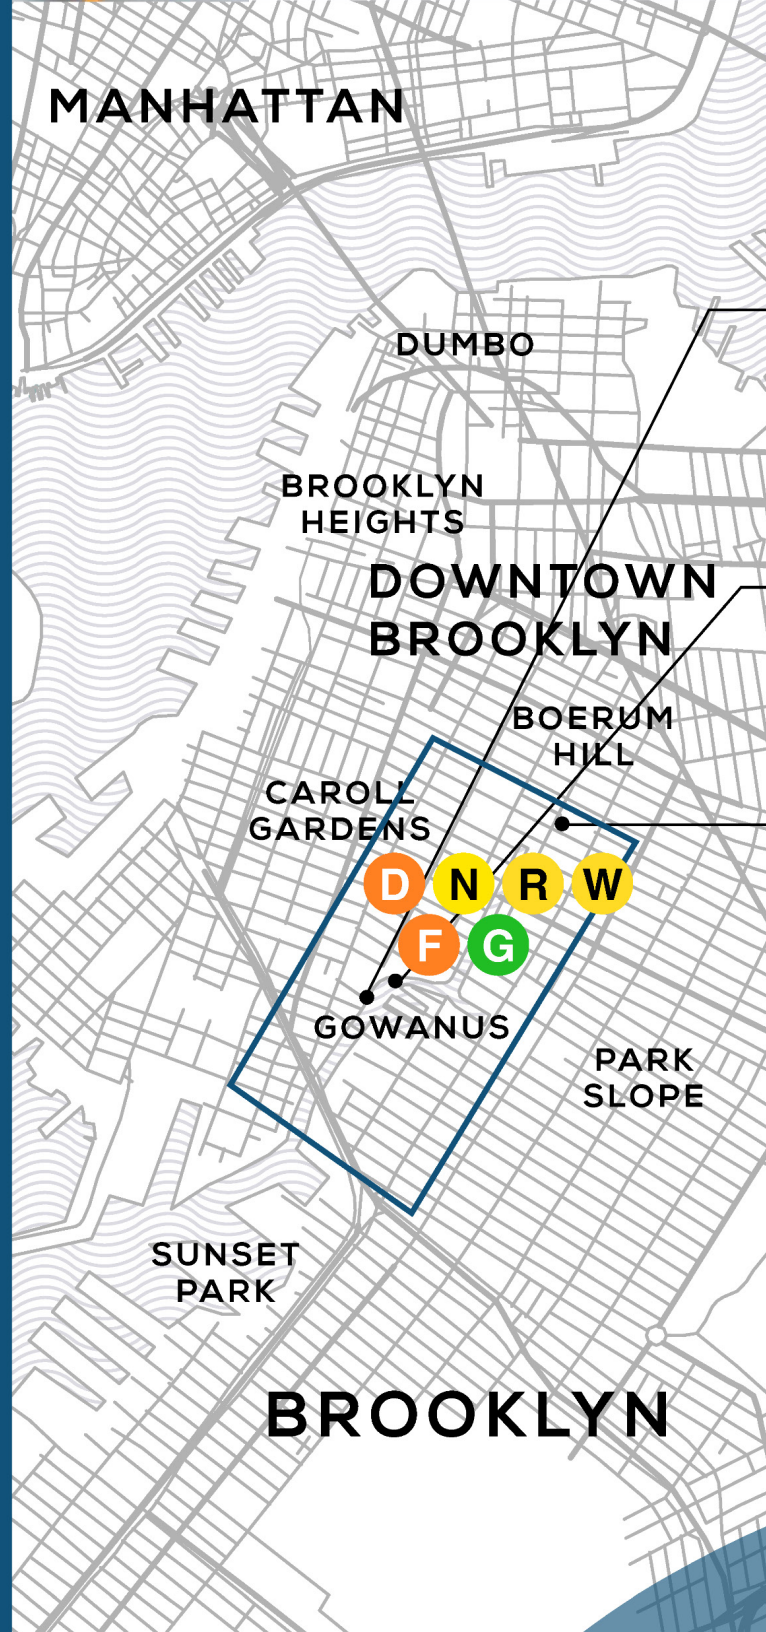 MANHATTAN
DUMBO
BROOKLYN
HEIGHTS
DOWNTOWN
BROOKLYN
BOERUM
HILL
CAROLL
GARDENS
D N R W
F G
GOWANUS
PARK
SLOPE
SUNSET
PARK
BROOKLYN